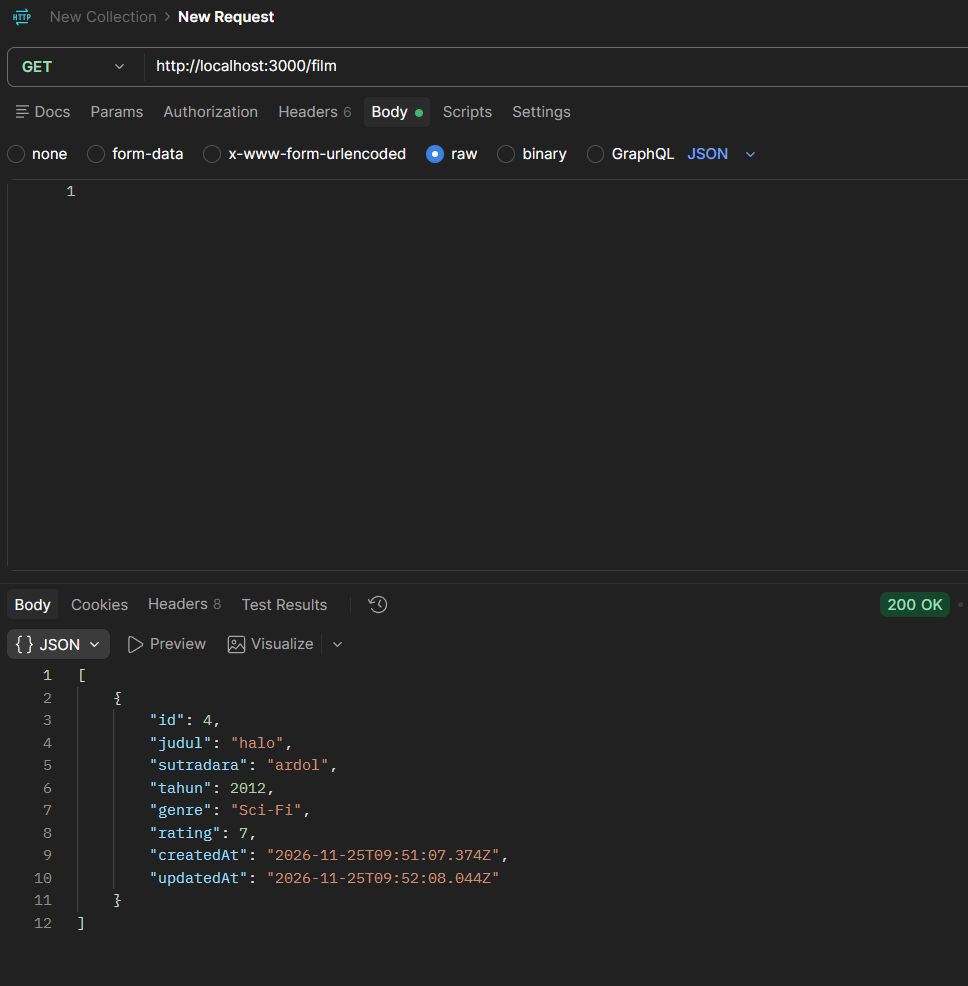 HTTP New Collection > New Request
GET http://localhost:3000/film
Docs Params Authorization Headers 6 Body Scripts Settings
none form-data x-www-form-urlencoded raw binary GraphQL JSON
1
Body Cookies Headers 8 Test Results 200 OK
{} JSON Preview Visualize
1 [
2 {
3 "id": 4,
4 "judul": "halo",
5 "sutradara": "ardol",
6 "tahun": 2012,
7 "genre": "Sci-Fi",
8 "rating": 7,
9 "createdAt": "2026-11-25T09:51:07.374Z",
10 "updatedAt": "2026-11-25T09:52:08.044Z"
11 }
12 ]